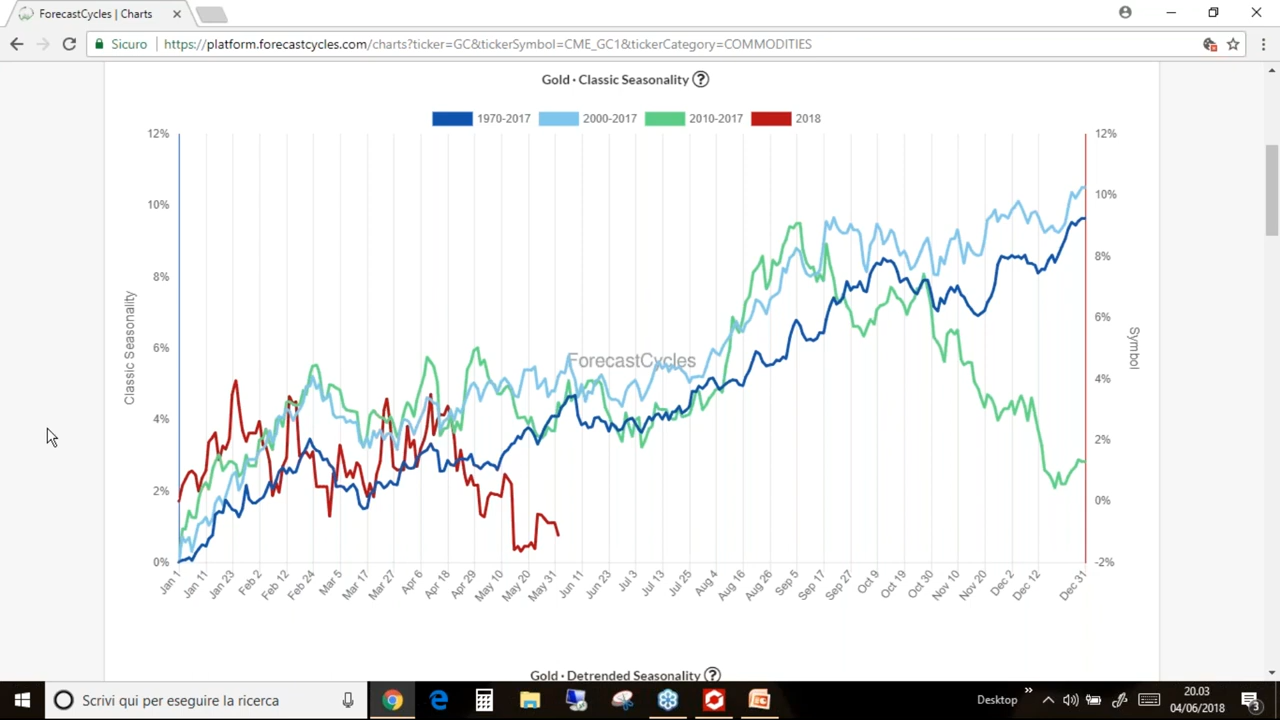 ForecastCycles | Charts
Sicuro https://platform.forecastcycles.com/charts?ticker=GC&tickerSymbol=CME_GC1&tickerCategory=COMMODITIES
Gold · Classic Seasonality ?
1970-2017 2000-2017 2010-2017 2018
12% 12%
10% 10%
8% 8%
6% 6%
4% 4%
2% 2%
0% 0%
-2%
Classic Seasonality
Symbol
ForecastCycles
Jan 1 Jan 11 Jan 23 Feb 2 Feb 12 Feb 24 Mar 5 Mar 17 Mar 27 Apr 6 Apr 18 Apr 29 May 10 May 20 May 31 Jun 11 Jun 23 Jul 3 Jul 13 Jul 25 Aug 4 Aug 16 Aug 26 Sep 5 Sep 17 Sep 27 Oct 9 Oct 19 Oct 30 Nov 10 Nov 20 Dec 2 Dec 12 Dec 31
Gold · Detrended Seasonality ?
Scrivi qui per eseguire la ricerca
Desktop
20.03
04/06/2018
3